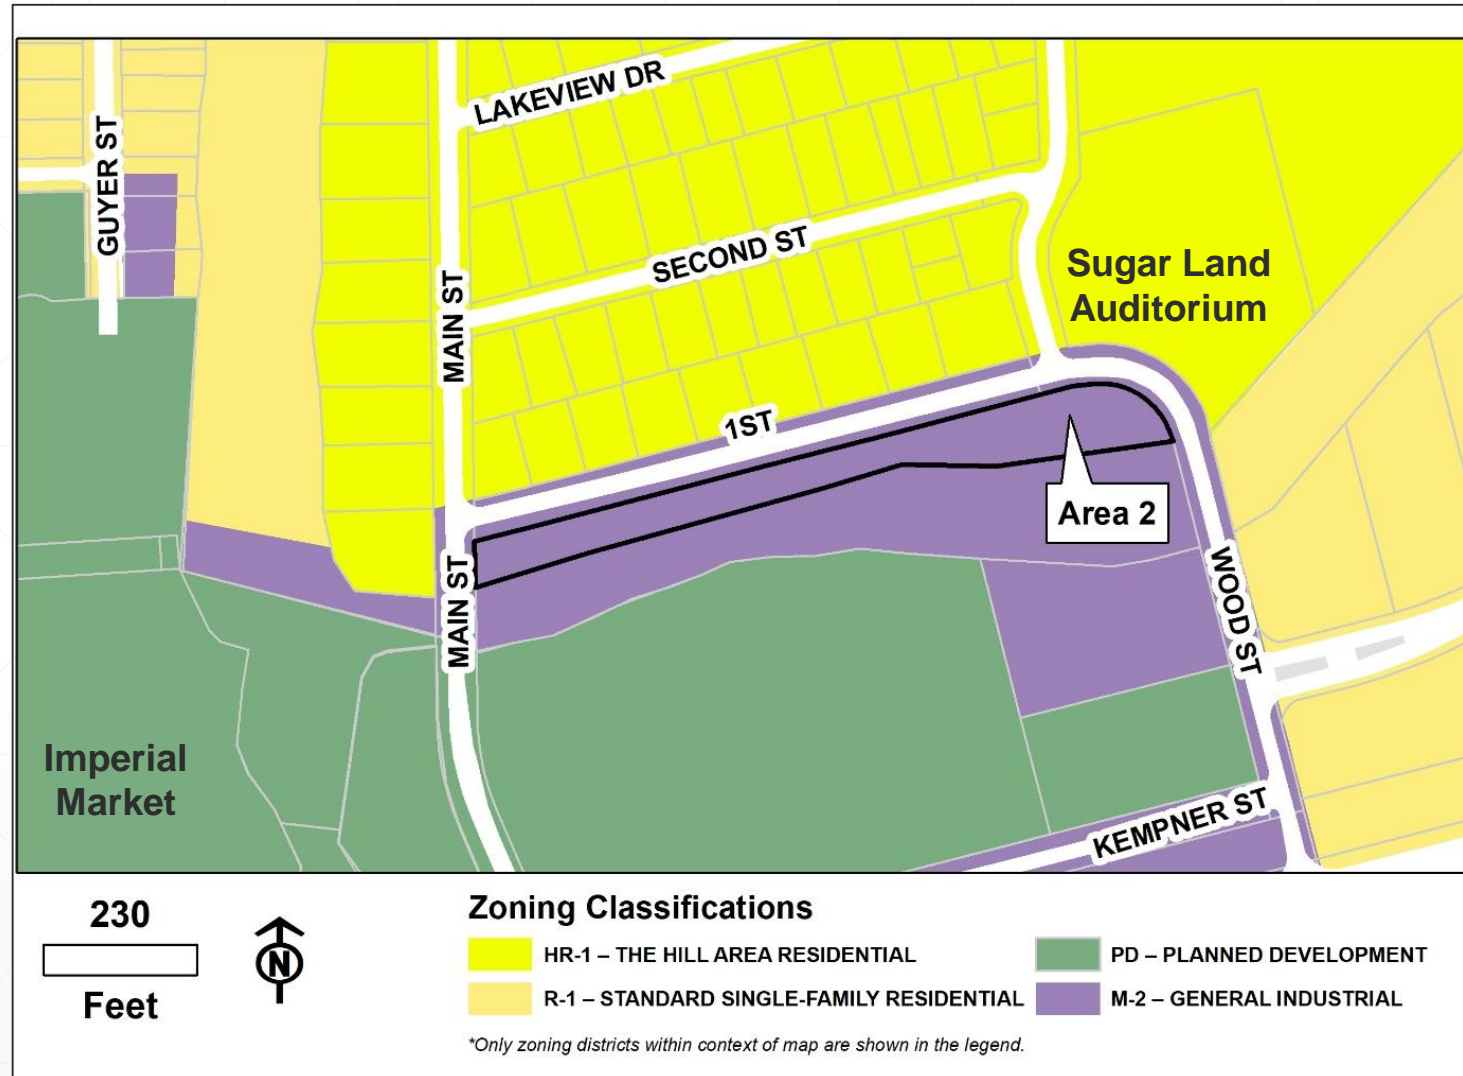 LAKEVIEW DR
GUYER ST
SECOND ST
MAIN ST
Sugar Land
Auditorium
1ST
Area 2
MAIN ST
WOOD ST
Imperial
Market
KEMPNER ST
230
Feet
N
Zoning Classifications
HR-1 – THE HILL AREA RESIDENTIAL
R-1 – STANDARD SINGLE-FAMILY RESIDENTIAL
PD – PLANNED DEVELOPMENT
M-2 – GENERAL INDUSTRIAL
*Only zoning districts within context of map are shown in the legend.